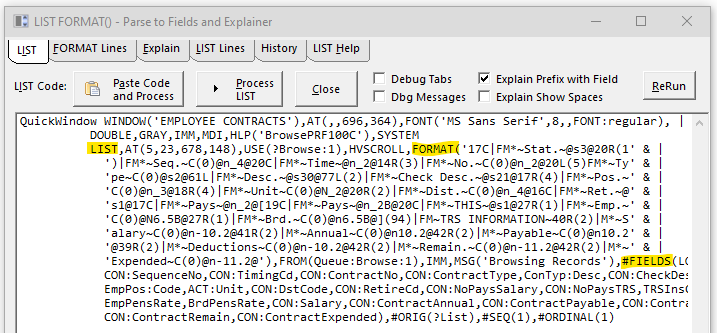 LIST FORMAT() - Parse to Fields and Explainer
LIST
FORMAT Lines
Explain
LIST Lines
History
LIST Help
LIST Code:
Paste Code
and Process
Process
LIST
Close
Debug Tabs
Dbg Messages
Explain Prefix with Field
Explain Show Spaces
ReRun
QuickWindow WINDOW('EMPLOYEE CONTRACTS'),AT(,,696,364),FONT('MS Sans Serif',8,,FONT:regular), |
DOUBLE,GRAY,IMM,MDI,HLP('BrowsePRF100C'),SYSTEM
LIST,AT(5,23,678,148),USE(?Browse:1),HVSCROLL,FORMAT('17C|FM*~Stat.~@s3@20R(1' & |
')|FM*~Seq.~C(0)@n_4@20C|FM*~Time~@n_2@14R(3)|FM*~No.~C(0)@n_2@20L(5)FM*~Ty' & |
'pe~C(0)@s2@61L|FM*~Desc.~@s30@77L(2)|FM*~Check Desc.~@s21@17R(4)|FM*~Pos.~' & |
'C(0)@n_3@18R(4)|FM*~Unit~C(0)@N_2@20R(2)|FM*~Dist.~C(0)@n_4@16C|FM*~Ret.~@' & |
's1@17C|FM*~Pays~@n_2@[19C|FM*~Pays~@n_2B@20C|FM*~THIS~@s1@27R(1)|FM*~Emp.~' & |
'C(0)@N6.5B@27R(1)|FM*~Brd.~C(0)@n6.5B@](94)|FM~TRS INFORMATION~40R(2)|M*~S' & |
'alary~C(0)@n-10.2@41R(2)|M*~Annual~C(0)@n10.2@42R(2)|M*~Payable~C(0)@n10.2' & |
'@39R(2)|M*~Deductions~C(0)@n-10.2@42R(2)|M*~Remain.~C(0)@n-11.2@42R(2)|M*~' & |
'Expended~C(0)@n-11.2@'),FROM(Queue:Browse:1),IMM,MSG('Browsing Records'),#FIELDS(LO
CON:SequenceNo,CON:TimingCd,CON:ContractNo,CON:ContractType,ConTyp:Desc,CON:CheckDes
EmpPos:Code,ACT:Unit,CON:DstCode,CON:RetireCd,CON:NoPaysSalary,CON:NoPaysTRS,TRSInsC
EmpPensRate,BrdPensRate,CON:Salary,CON:ContractAnnual,CON:ContractPayable,CON:Contra
CON:ContractRemain,CON:ContractExpended),#ORIG(?List),#SEQ(1),#ORDINAL(1)